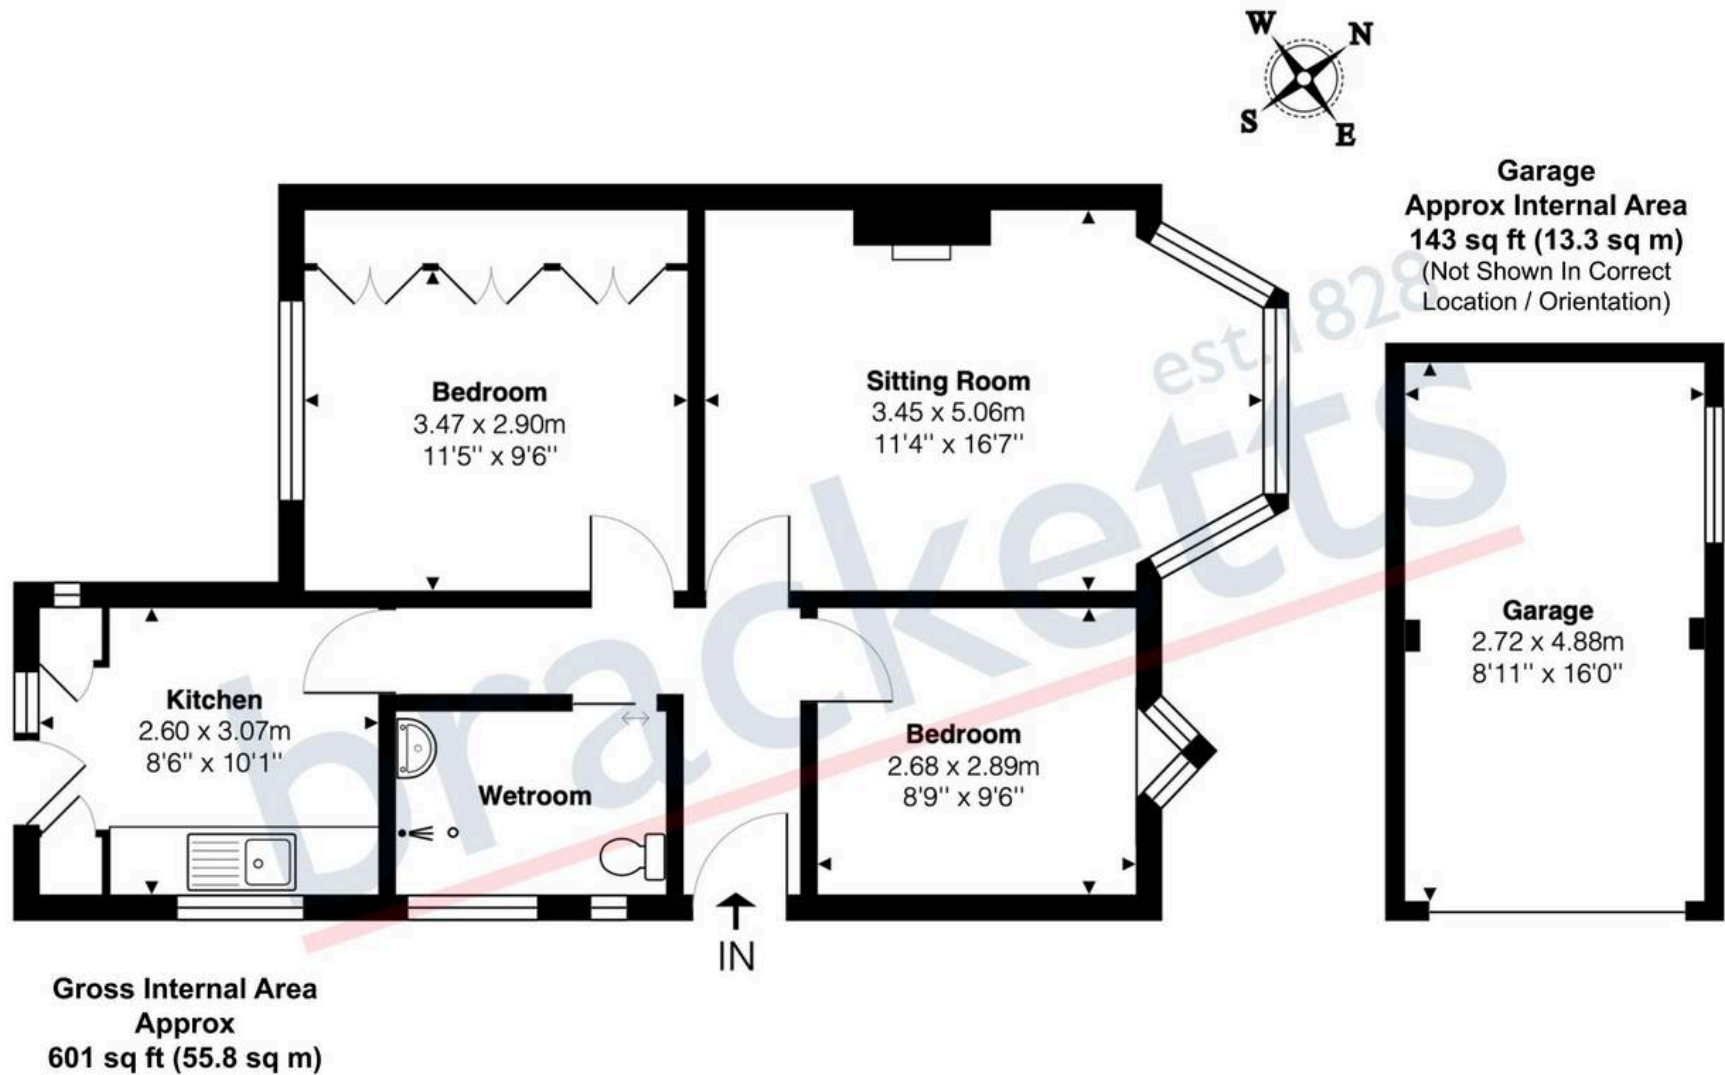 W
N
S
E
Garage
Approx Internal Area
143 sq ft (13.3 sq m)
(Not Shown In Correct
Location / Orientation)
Bedroom
3.47 x 2.90m
11'5" x 9'6"
Sitting Room
3.45 x 5.06m
11'4" x 16'7"
est.1828
bracketts
Garage
2.72 x 4.88m
8'11" x 16'0"
Kitchen
2.60 x 3.07m
8'6" x 10'1"
Wetroom
Bedroom
2.68 x 2.89m
8'9" x 9'6"
IN
Gross Internal Area
Approx
601 sq ft (55.8 sq m)